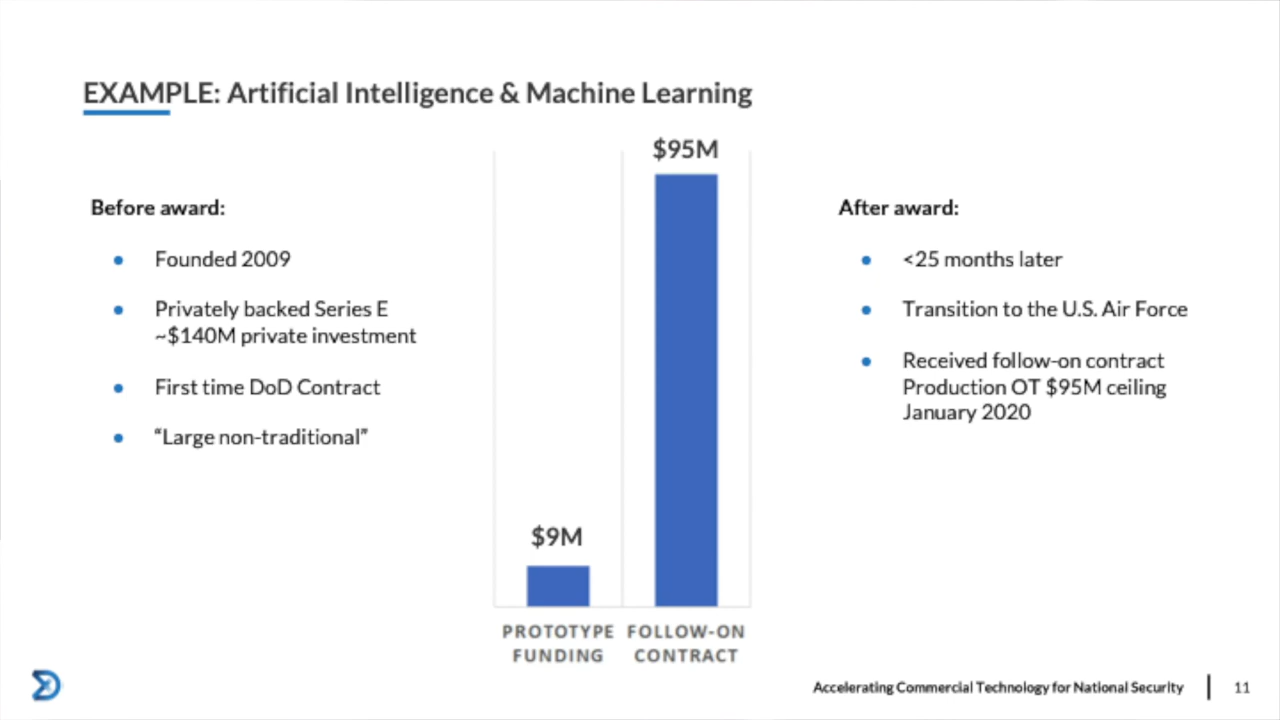 EXAMPLE: Artificial Intelligence & Machine Learning
Before award:
● Founded 2009
● Privately backed Series E
~$140M private investment
● First time DoD Contract
● “Large non-traditional”
$95M
$9M
PROTOTYPE FUNDING
FOLLOW-ON CONTRACT
After award:
● <25 months later
● Transition to the U.S. Air Force
● Received follow-on contract
Production OT $95M ceiling
January 2020
Accelerating Commercial Technology for National Security | 11